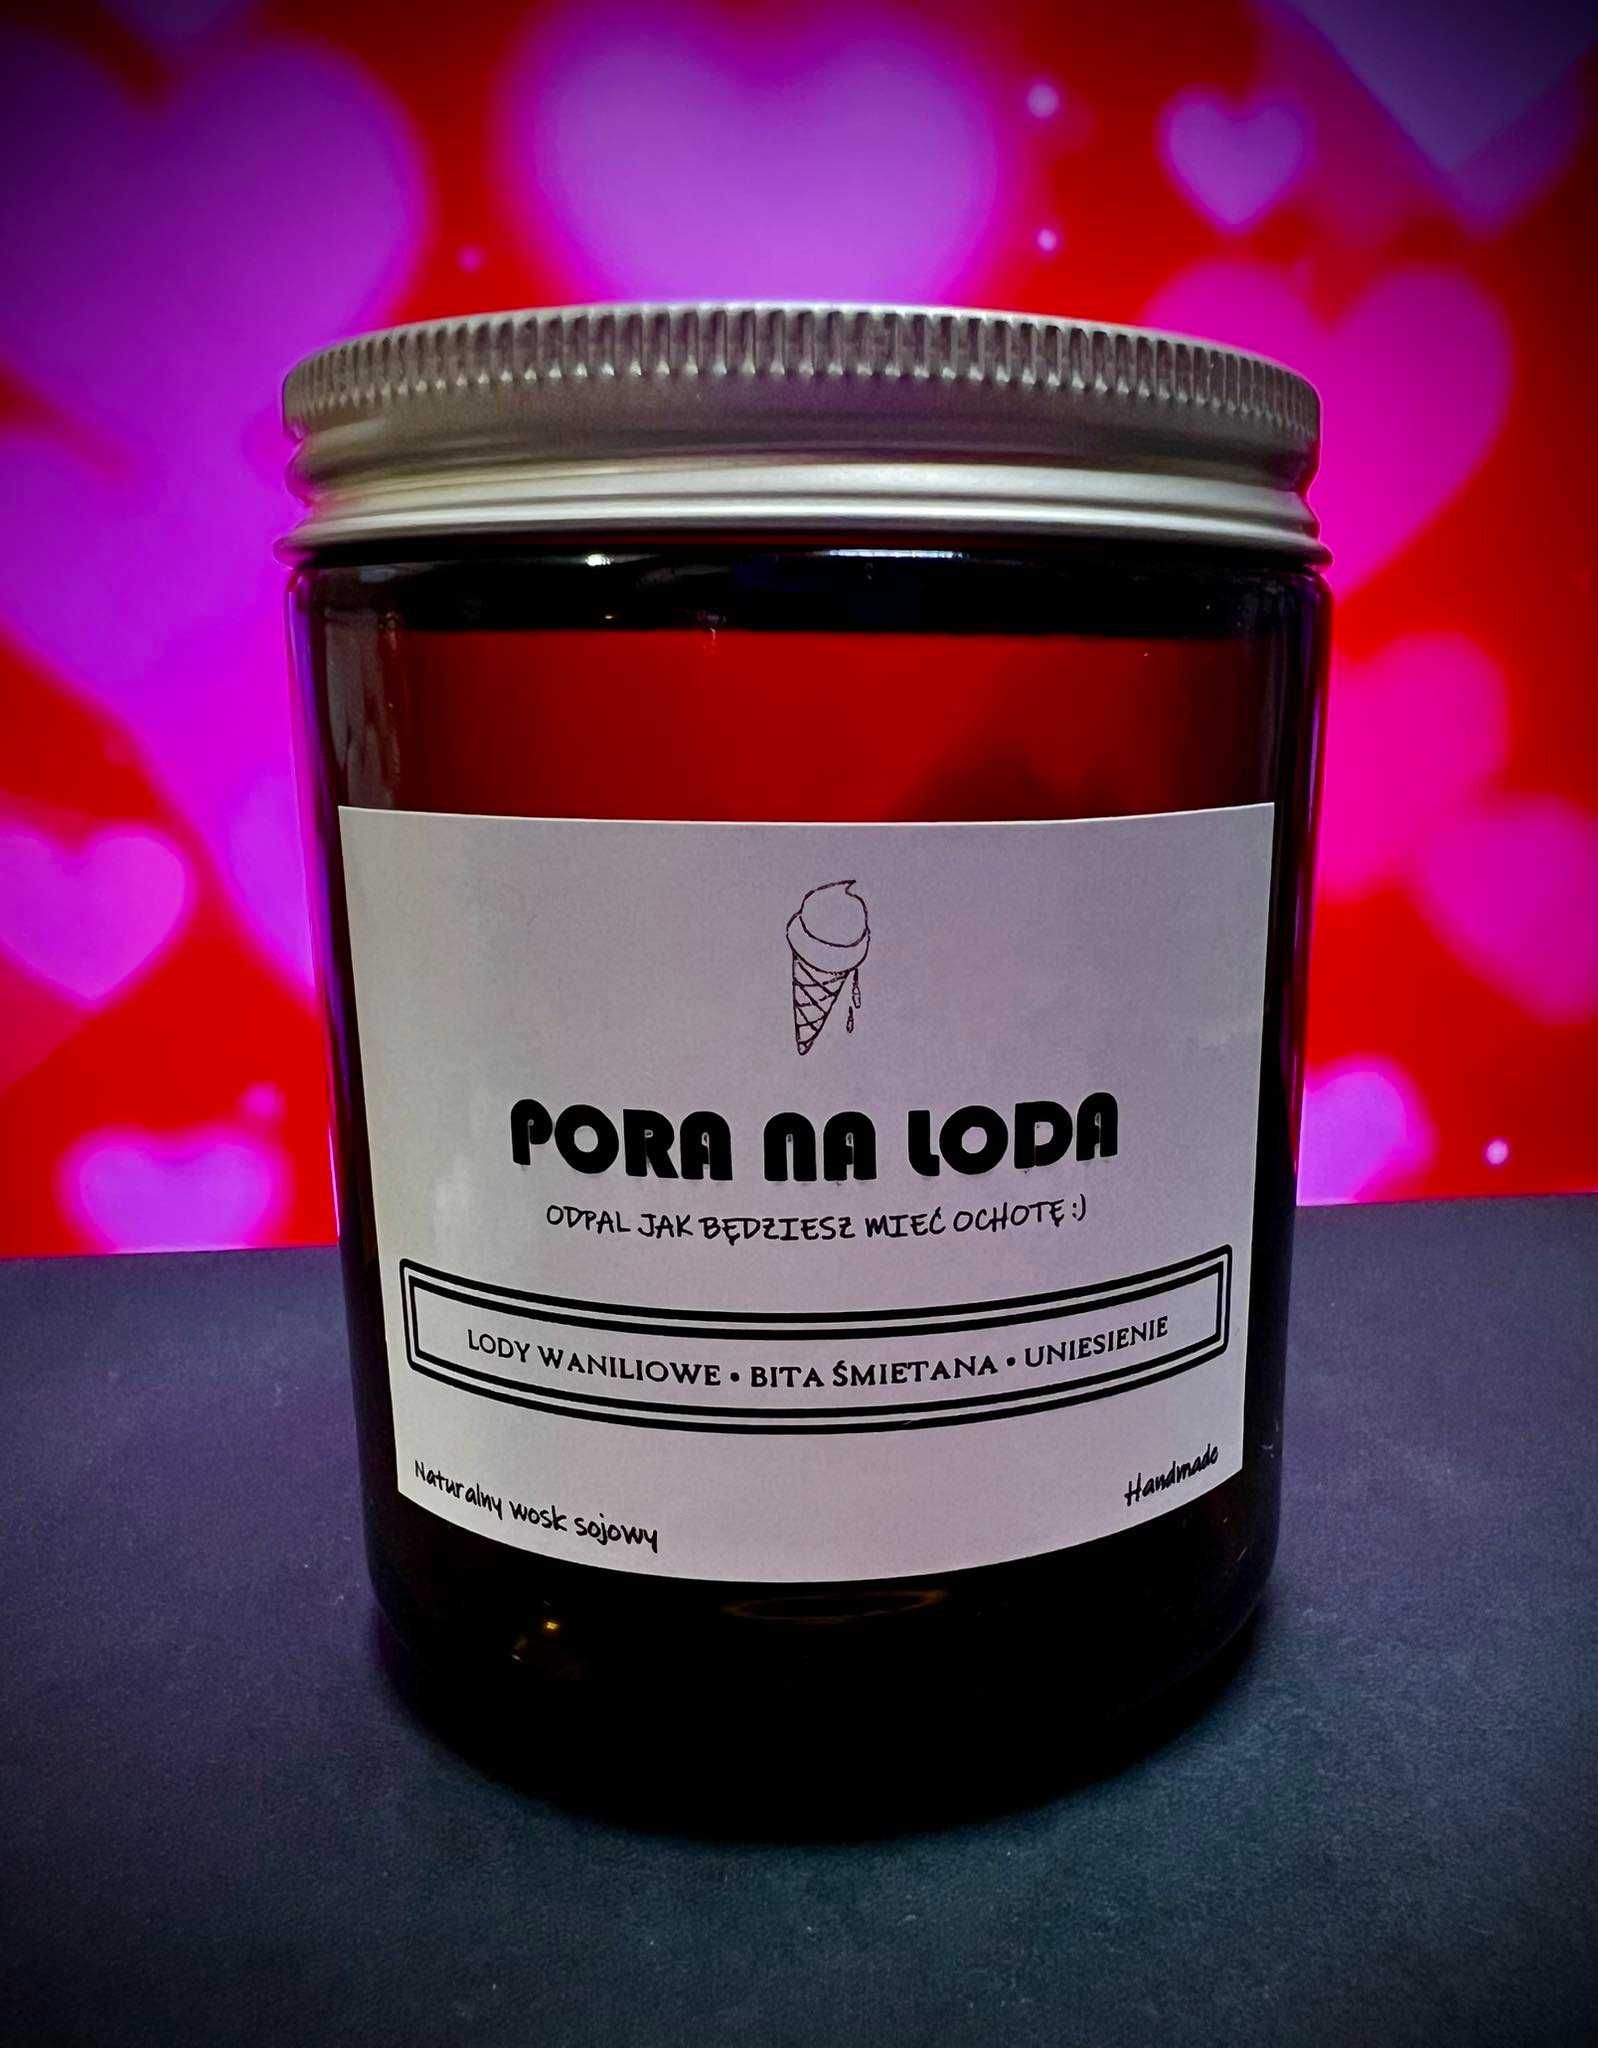 PORA NA LODA
ODPAL JAK BĘDZIESZ MIEĆ OCHOTĘ :)
LODY WANILIOWE • BITA ŚMIETANA • UNIESIENIE
Naturalny wosk sojowy
Handmade